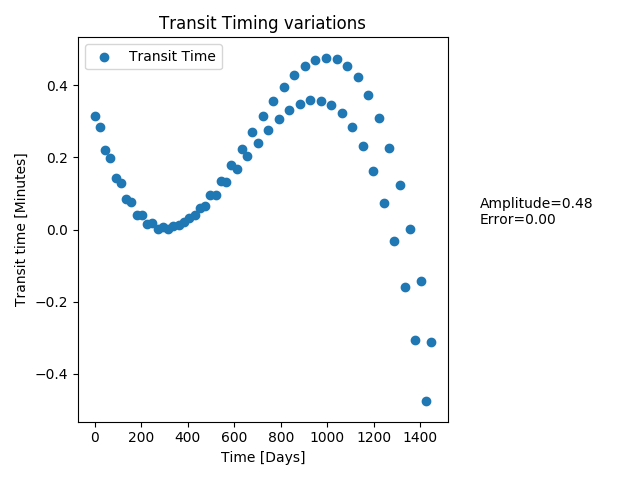 Transit Timing variations
Transit Time
Transit time [Minutes]
0.4
0.2
0.0
−0.2
−0.4
0 200 400 600 800 1000 1200 1400
Time [Days]
Amplitude=0.48
Error=0.00